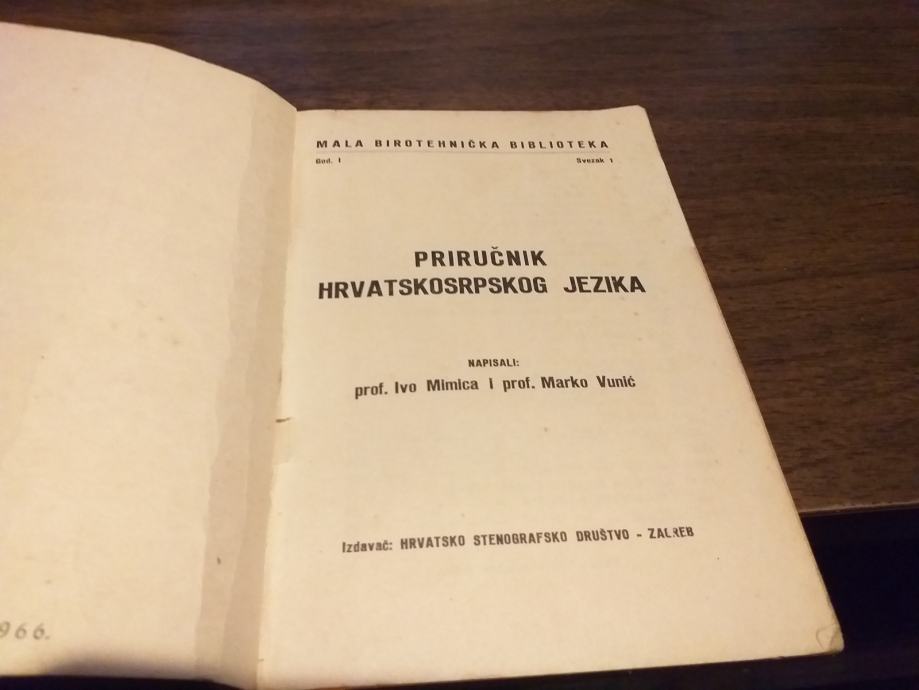 MALA BIROTEHNIČKA BIBLIOTEKA
God. I Svezak 1
PRIRUČNIK
HRVATSKOSRPSKOG JEZIKA
NAPISALI:
prof. Ivo Mimica i prof. Marko Vunić
Izdavač: HRVATSKO STENOGRAFSKO DRUŠTVO - ZAGREB
966.